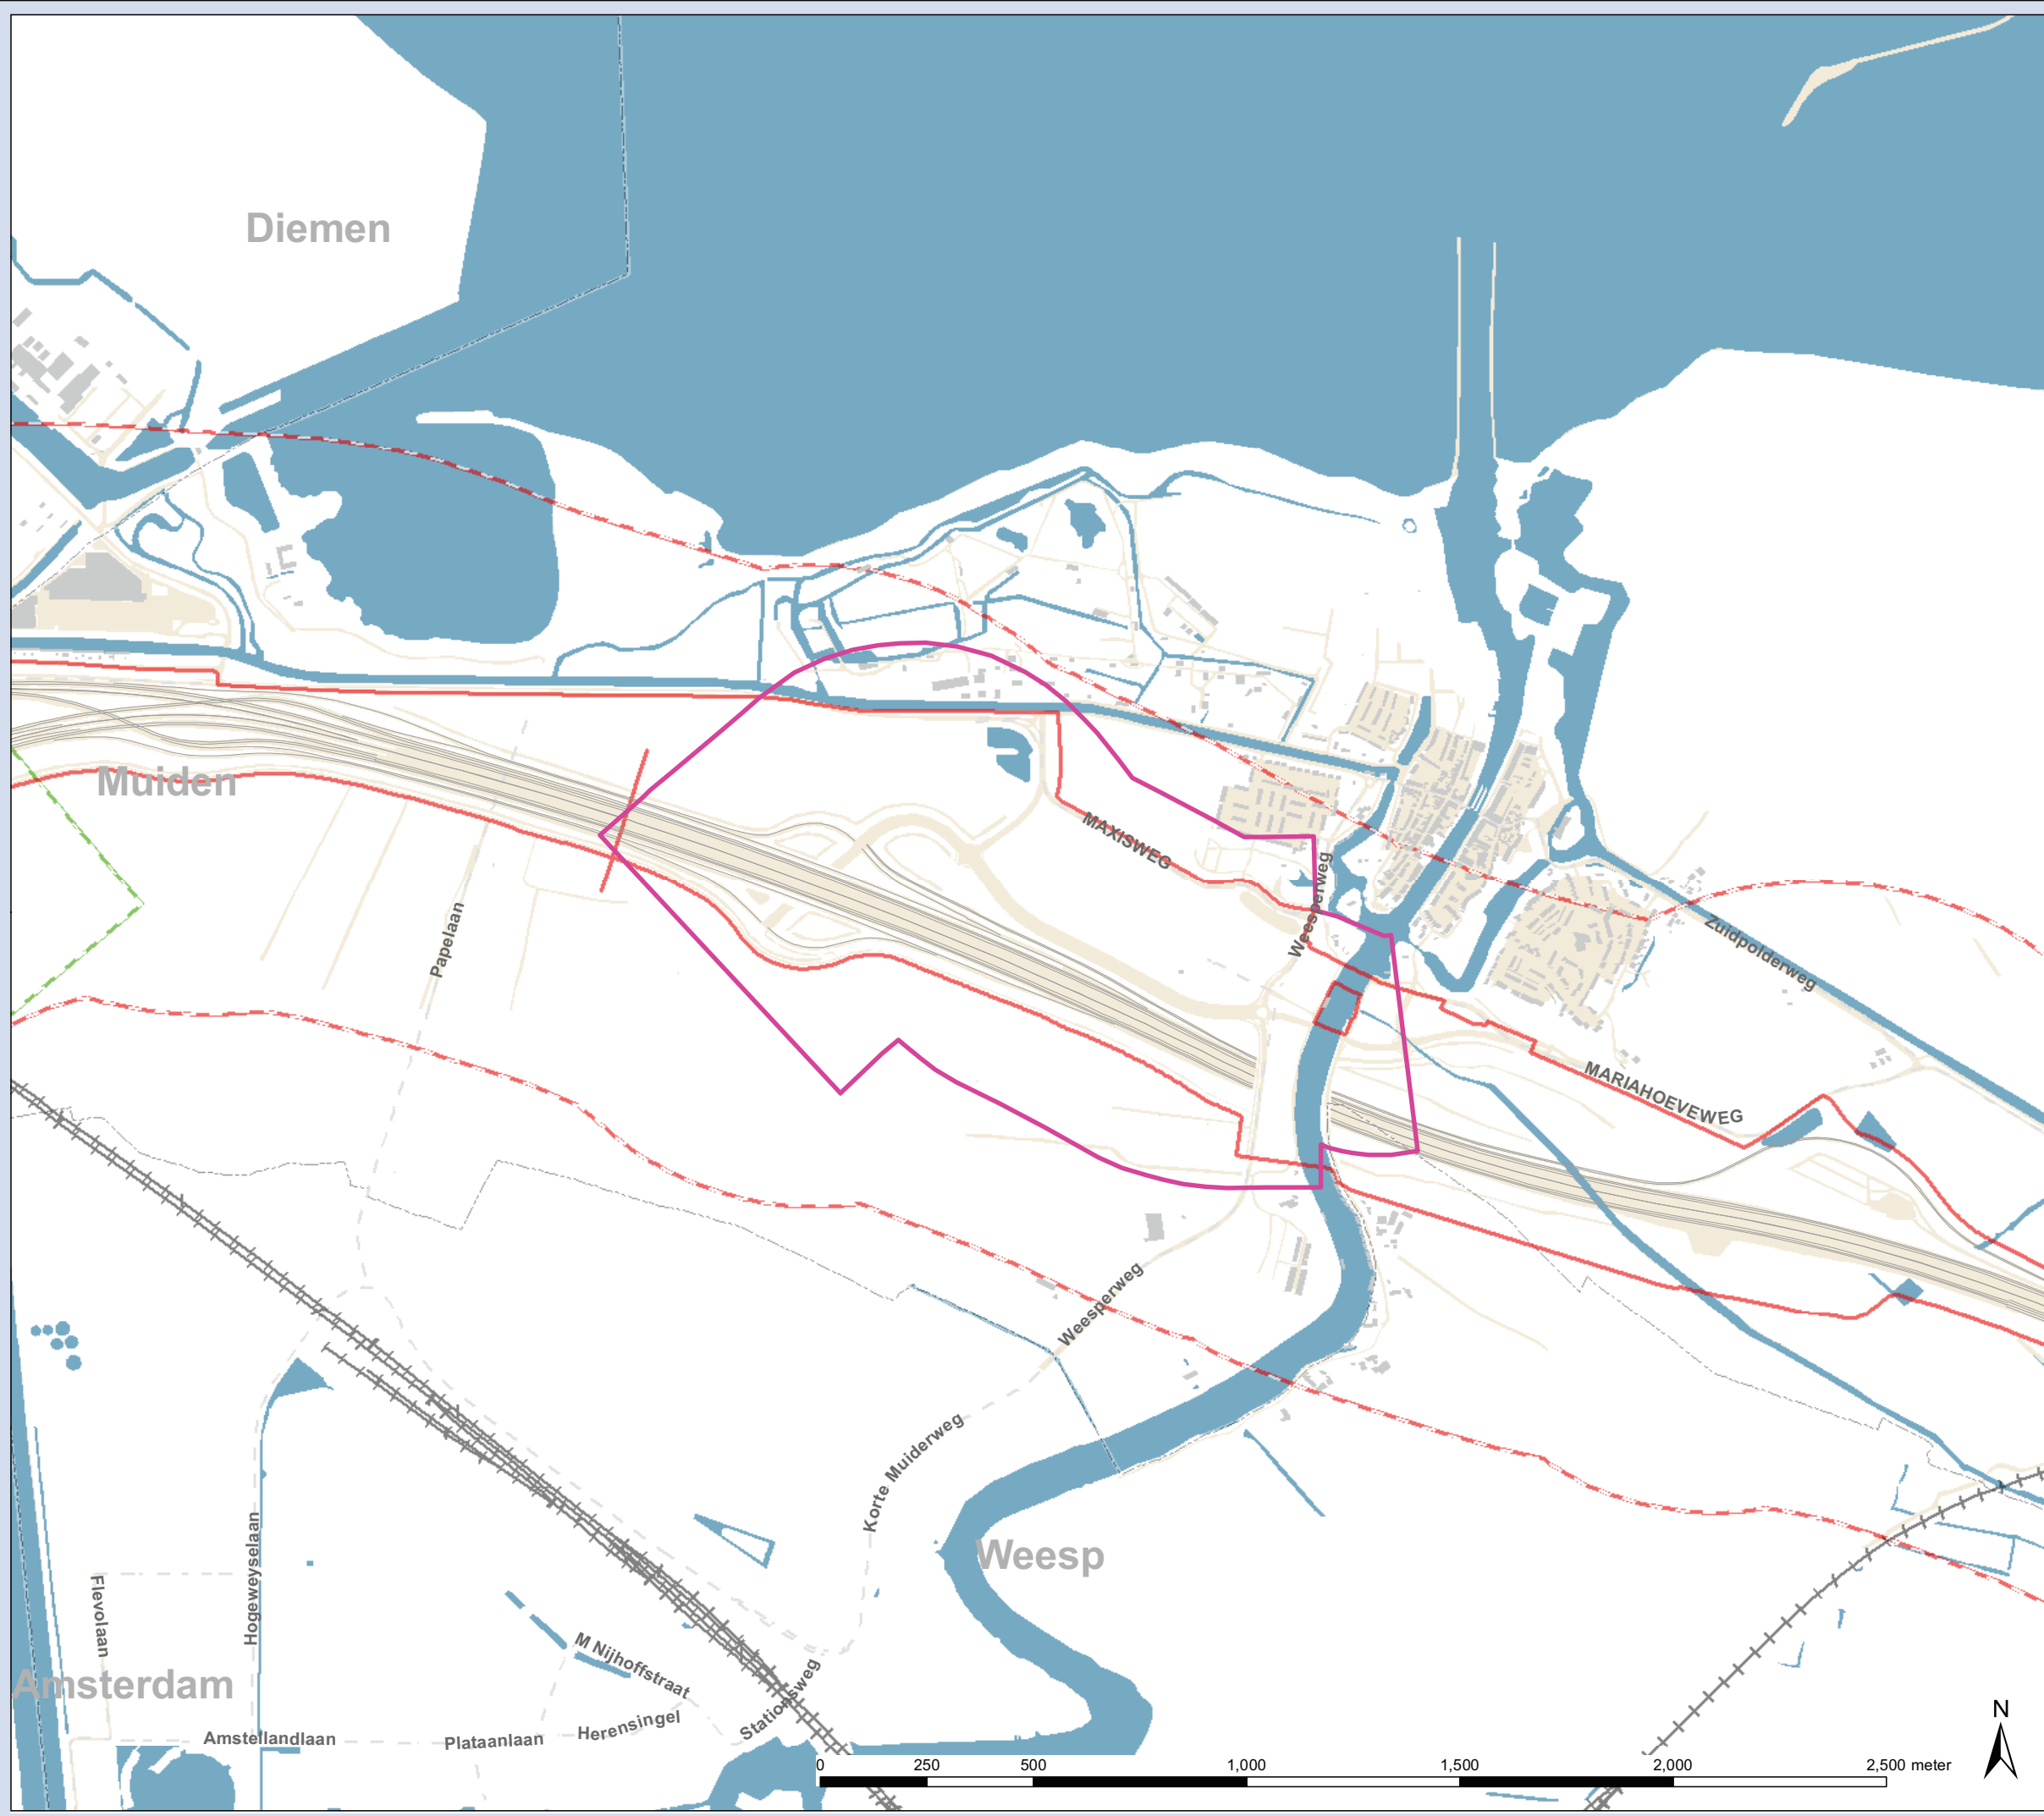 Diemen
Muiden
MAXISWEG
Weesperweg
Papelaan
Zuidpolderweg
MARIAHOEVEWEG
Weesperweg
Korte Muiderweg
Weesp
Hogeweyselaan
Flevolaan
M Nijhoffstraat
Stationsweg
Amsterdam
Herensingel
Amstellandlaan
Plataanlaan
N
0 250 500 1,000 1,500 2,000 2,500 meter